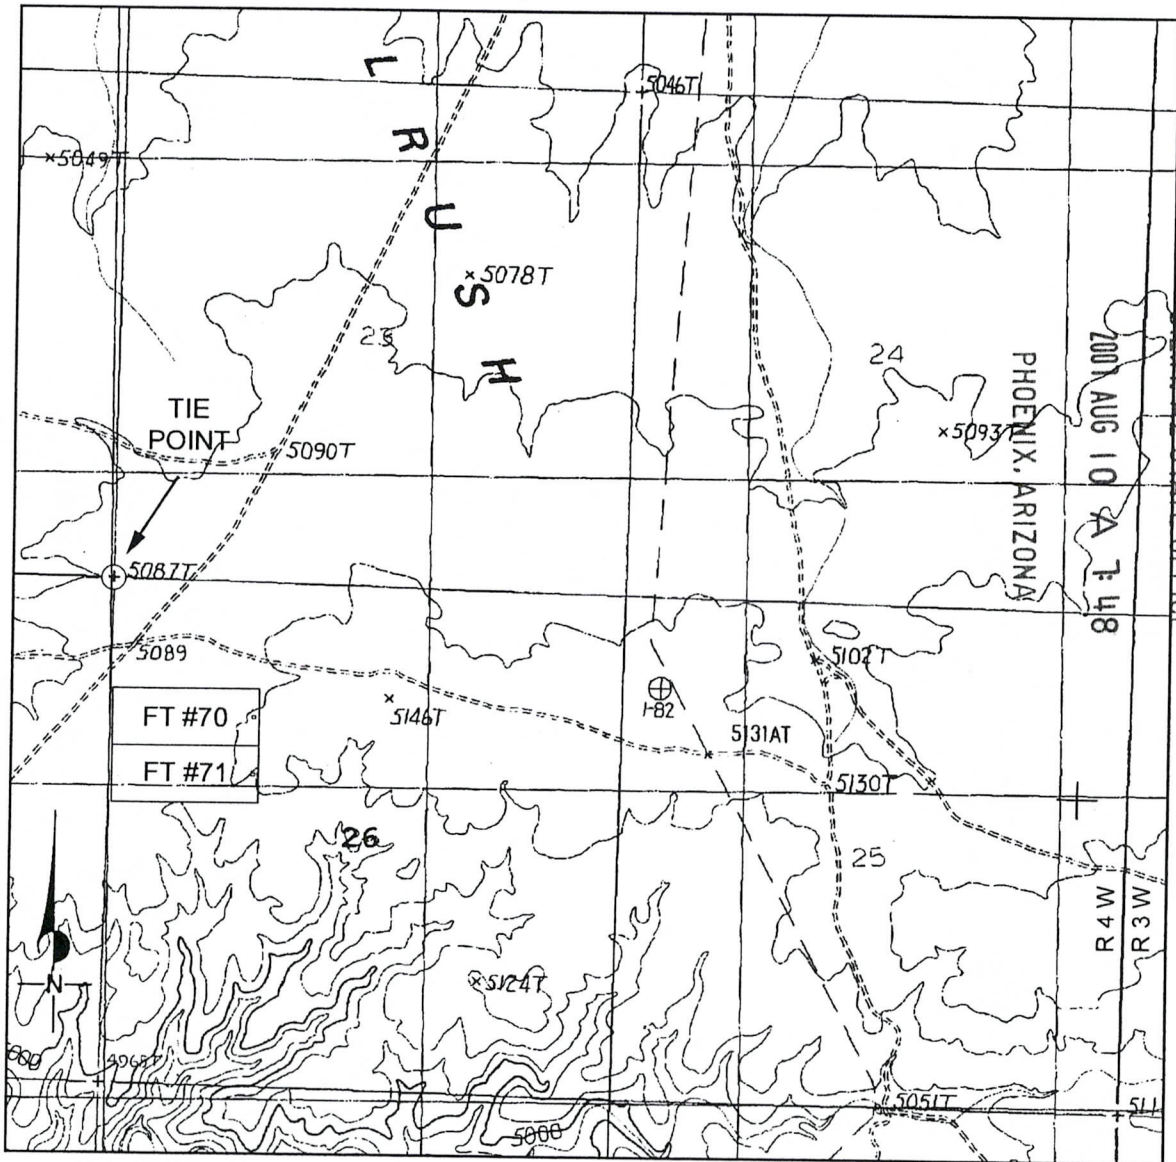 L
R
U
S
H
5046T
×5049T
×5078T
23
24
TIE
POINT
5090T
×5093T
2007 AUG 10 A 7:48
PHOENIX, ARIZONA
5087T
5089
5102T
FT #70
5146T
I-82
5131AT
FT #71
5130T
26
25
R4W
R3W
N
5124T
4965T
5051T
511
5000